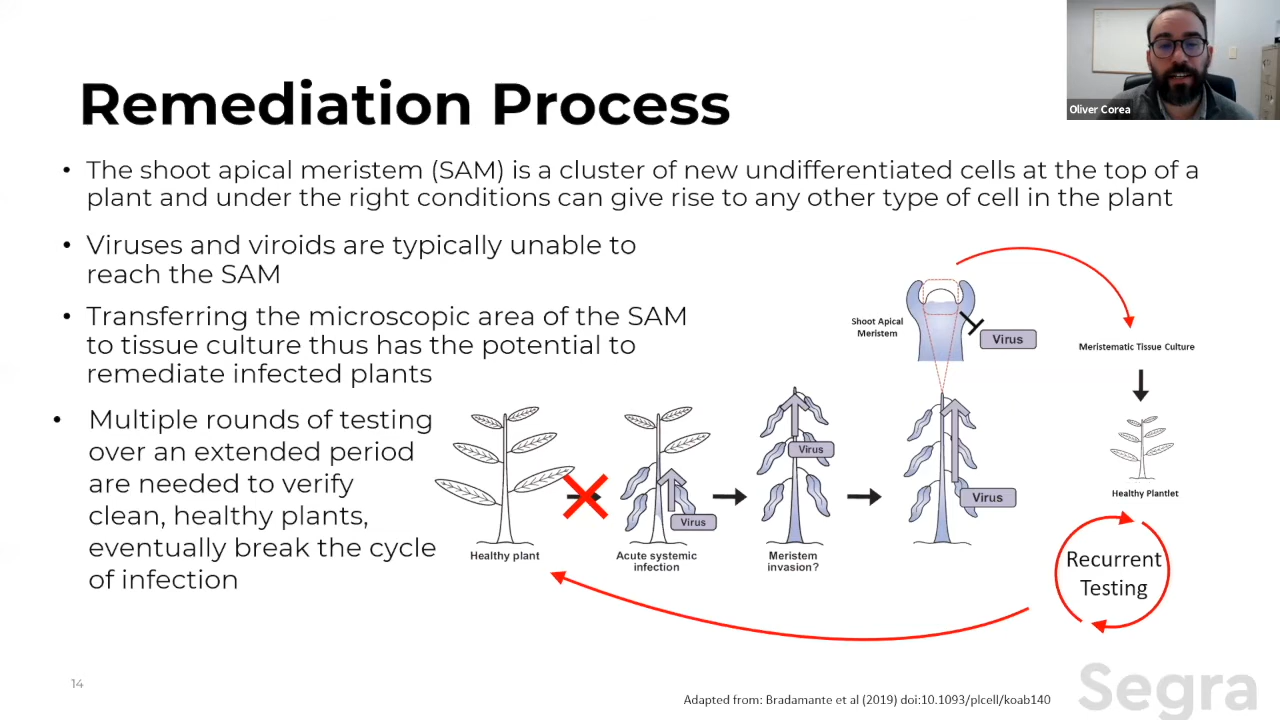 Oliver Corea
Remediation Process
• The shoot apical meristem (SAM) is a cluster of new undifferentiated cells at the top of a
plant and under the right conditions can give rise to any other type of cell in the plant
• Viruses and viroids are typically unable to
reach the SAM
• Transferring the microscopic area of the SAM
to tissue culture thus has the potential to
remediate infected plants
• Multiple rounds of testing
over an extended period
are needed to verify
clean, healthy plants,
eventually break the cycle
of infection
Shoot Apical
Meristem
Virus
Meristematic Tissue Culture
Virus
Virus
Virus
Healthy Plantlet
Healthy plant
Acute systemic
infection
Meristem
invasion?
Recurrent
Testing
14
Adapted from: Bradamante et al (2019) doi:10.1093/plcell/koab140
Segra